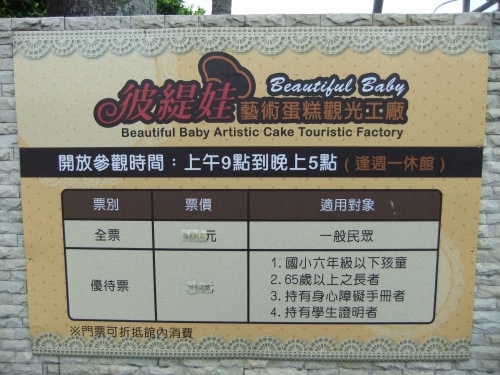 彼緹娃
Beautiful Baby
藝術蛋糕觀光工廠
Beautiful Baby Artistic Cake Touristic Factory
開放參觀時間：上午9點到晚上5點（逢週一休館）
票別 票價 適用對象
全票 元 一般民眾
優待票 元
1.國小六年級以下孩童
2.65歲以上之長者
3.持有身心障礙手冊者
4.持有學生證明者
※門票可折抵館內消費